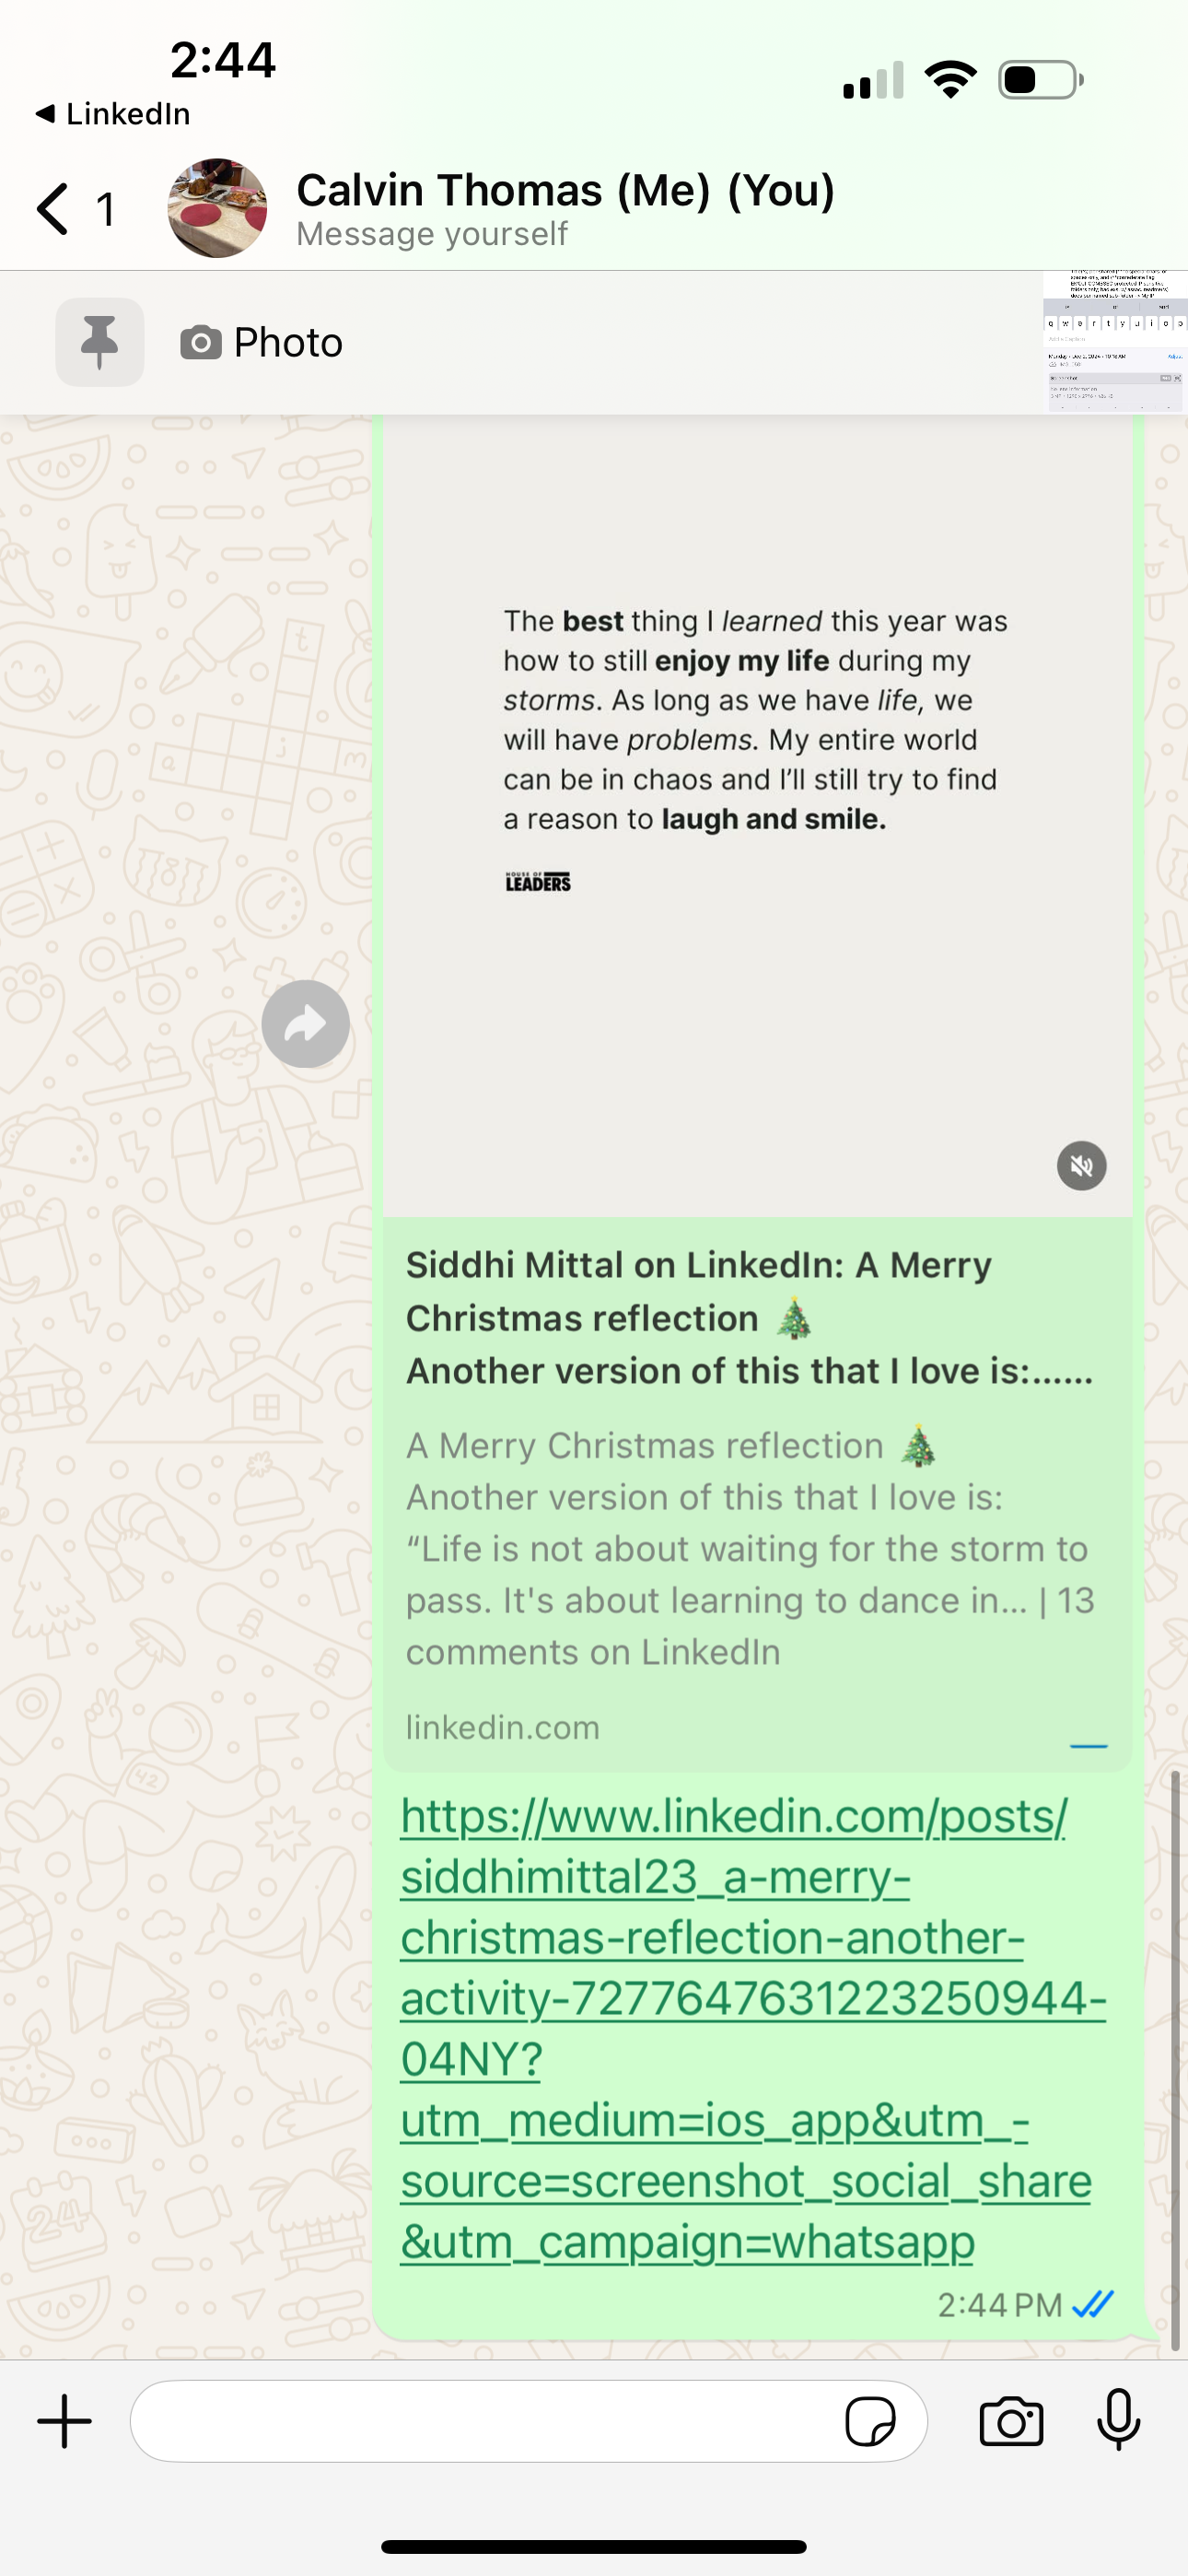 2:44
LinkedIn
1
Calvin Thomas (Me) (You)
Message yourself
Photo
q w e r t y u i o p
The best thing I learned this year was
how to still enjoy my life during my
storms. As long as we have life, we
will have problems. My entire world
can be in chaos and I'll still try to find
a reason to laugh and smile.
HOUSE OF
LEADERS
Siddhi Mittal on LinkedIn: A Merry
Christmas reflection 🎄
Another version of this that I love is:......
A Merry Christmas reflection 🎄
Another version of this that I love is:
“Life is not about waiting for the storm to
pass. It's about learning to dance in... | 13
comments on LinkedIn
linkedin.com
https://www.linkedin.com/posts/
siddhimittal23_a-merry-
christmas-reflection-another-
activity-7277647631223250944-
04NY?
utm_medium=ios_app&utm_-
source=screenshot_social_share
&utm_campaign=whatsapp
2:44 PM